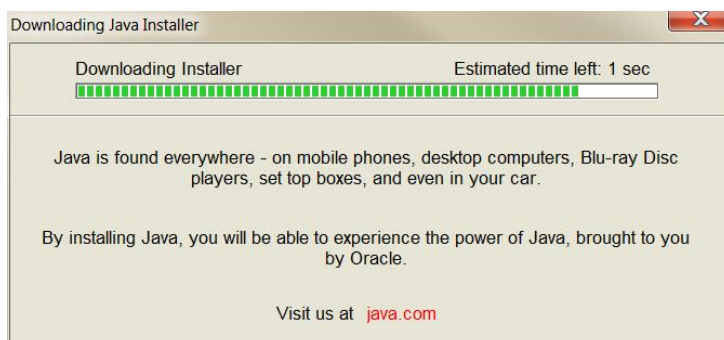 Downloading Java Installer
Downloading Installer Estimated time left: 1 sec
Java is found everywhere - on mobile phones, desktop computers, Blu-ray Disc
players, set top boxes, and even in your car.
By installing Java, you will be able to experience the power of Java, brought to you
by Oracle.
Visit us at java.com